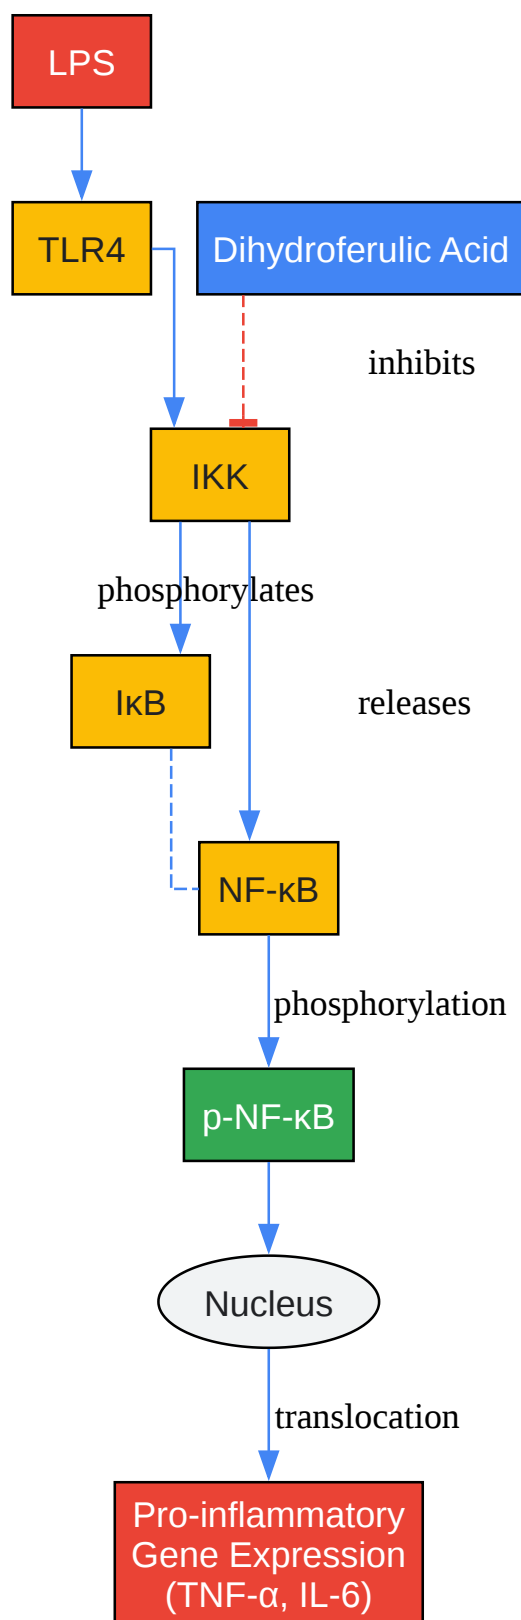 LPS
TLR4
Dihydroferulic Acid
inhibits
IKK
phosphorylates
IκB
releases
NF-κB
phosphorylation
p-NF-κB
Nucleus
translocation
Pro-inflammatory
Gene Expression
(TNF-α, IL-6)